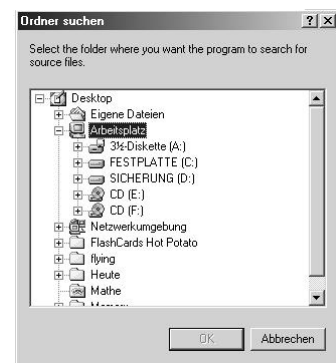 Ordner suchen
Select the folder where you want the program to search for
source files.
Desktop
Eigene Dateien
Arbeitsplatz
3½-Diskette (A:)
FESTPLATTE (C:)
SICHERUNG (D:)
CD (E:)
CD (F:)
Netzwerkumgebung
FlashCards Hot Potato
flying
Heute
Mathe
OK
Abbrechen